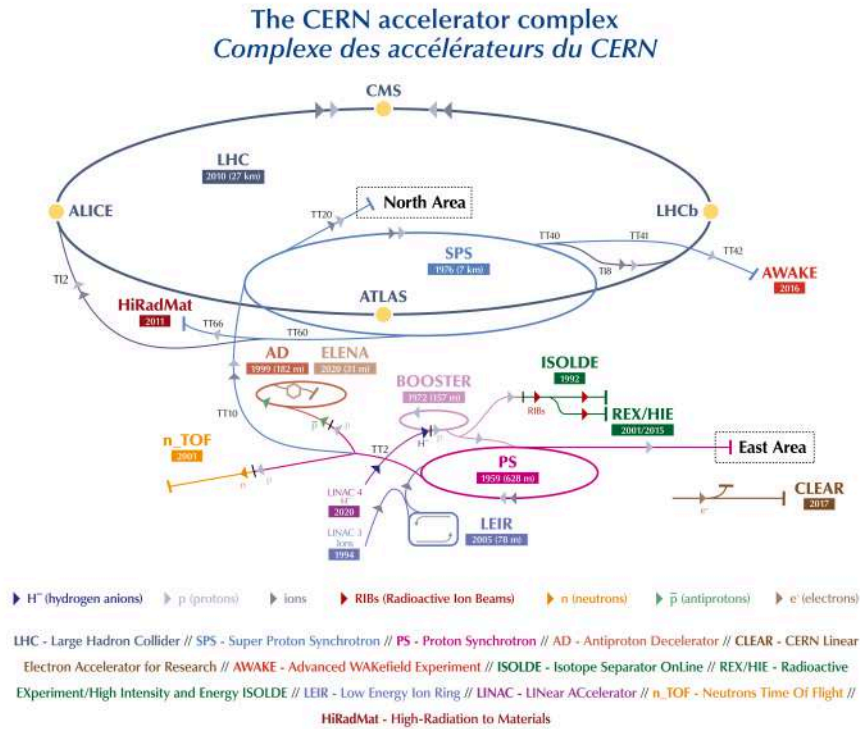 The CERN accelerator complex
Complexe des accélérateurs du CERN
CMS
LHC
2010 (27 km)
ALICE
TT20
North Area
LHCb
TT40
TT41
SPS
1976 (7 km)
TI8
TT42
AWAKE
2016
TI2
HiRadMat
2011
TT66
ATLAS
TT60
AD
1999 (182 m)
ELENA
2020 (31 m)
ISOLDE
1992
BOOSTER
1972 (157 m)
RIBs
REX/HIE
2001/2015
TT10
p̄
p
H⁻
p
n_TOF
2001
TT2
East Area
PS
1959 (628 m)
n
p
LINAC 4
H⁻
2020
CLEAR
2017
e⁻
LINAC 3
Ions
1994
LEIR
2005 (78 m)
H⁻ (hydrogen anions)
p (protons)
ions
RIBs (Radioactive Ion Beams)
n (neutrons)
p̄ (antiprotons)
e⁻(electrons)
LHC - Large Hadron Collider // SPS - Super Proton Synchrotron // PS - Proton Synchrotron // AD - Antiproton Decelerator // CLEAR - CERN Linear
Electron Accelerator for Research // AWAKE - Advanced WAKefield Experiment // ISOLDE - Isotope Separator OnLine // REX/HIE - Radioactive
EXperiment/High Intensity and Energy ISOLDE // LEIR - Low Energy Ion Ring // LINAC - LINear ACcelerator // n_TOF - Neutrons Time Of Flight //
HiRadMat - High-Radiation to Materials